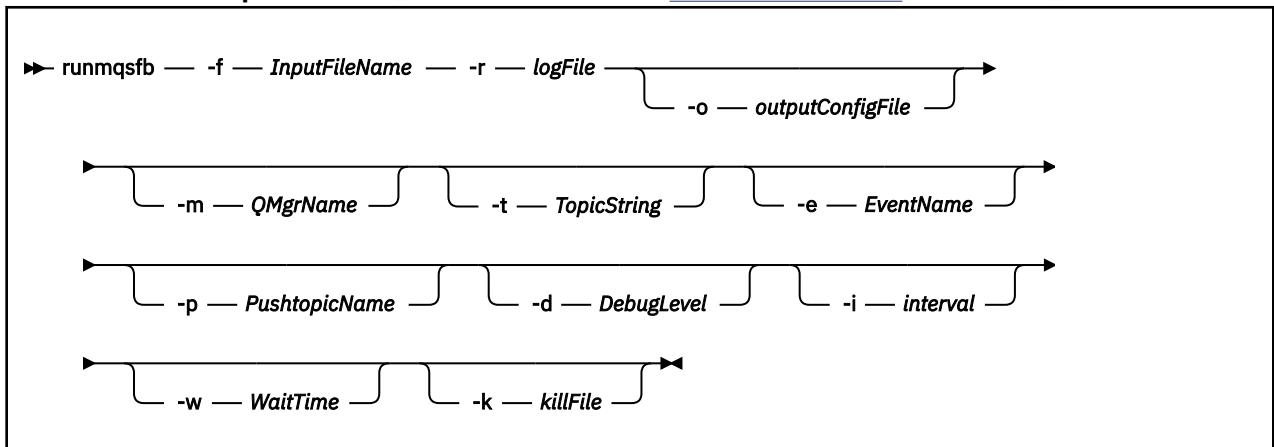 runmqsfb -f InputFileName -r logFile
-o outputConfigFile
-m QMgrName -t TopicString -e EventName
-p PushtopicName -d DebugLevel -i interval
-w WaitTime -k killFile